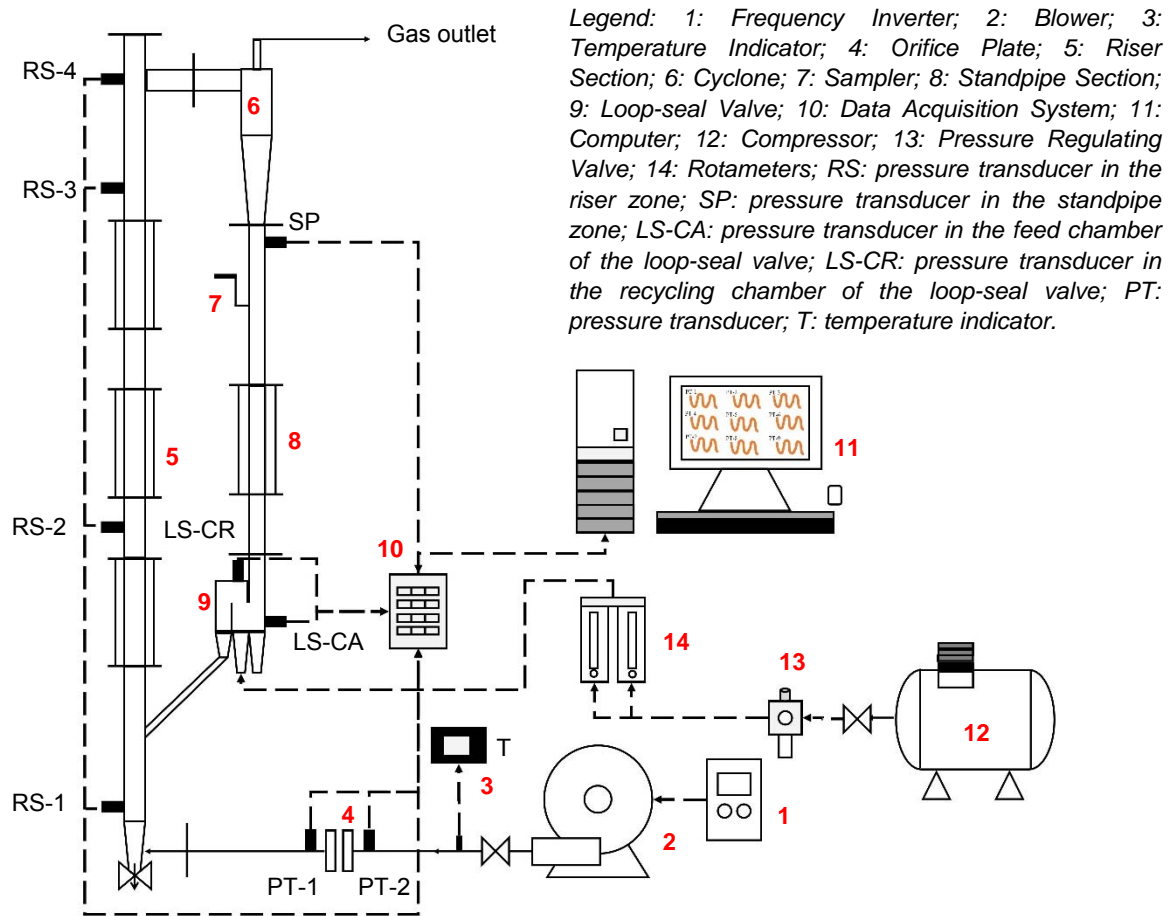 Gas outlet
Legend: 1: Frequency Inverter; 2: Blower; 3:
Temperature Indicator; 4: Orifice Plate; 5: Riser
Section; 6: Cyclone; 7: Sampler; 8: Standpipe Section;
9: Loop-seal Valve; 10: Data Acquisition System; 11:
Computer; 12: Compressor; 13: Pressure Regulating
Valve; 14: Rotameters; RS: pressure transducer in the
riser zone; SP: pressure transducer in the standpipe
zone; LS-CA: pressure transducer in the feed chamber
of the loop-seal valve; LS-CR: pressure transducer in
the recycling chamber of the loop-seal valve; PT:
pressure transducer; T: temperature indicator.
RS-4
6
RS-3
SP
7
5
8
11
RS-2
LS-CR
10
9
LS-CA
14
13
12
T
3
RS-1
4
1
2
PT-1
PT-2